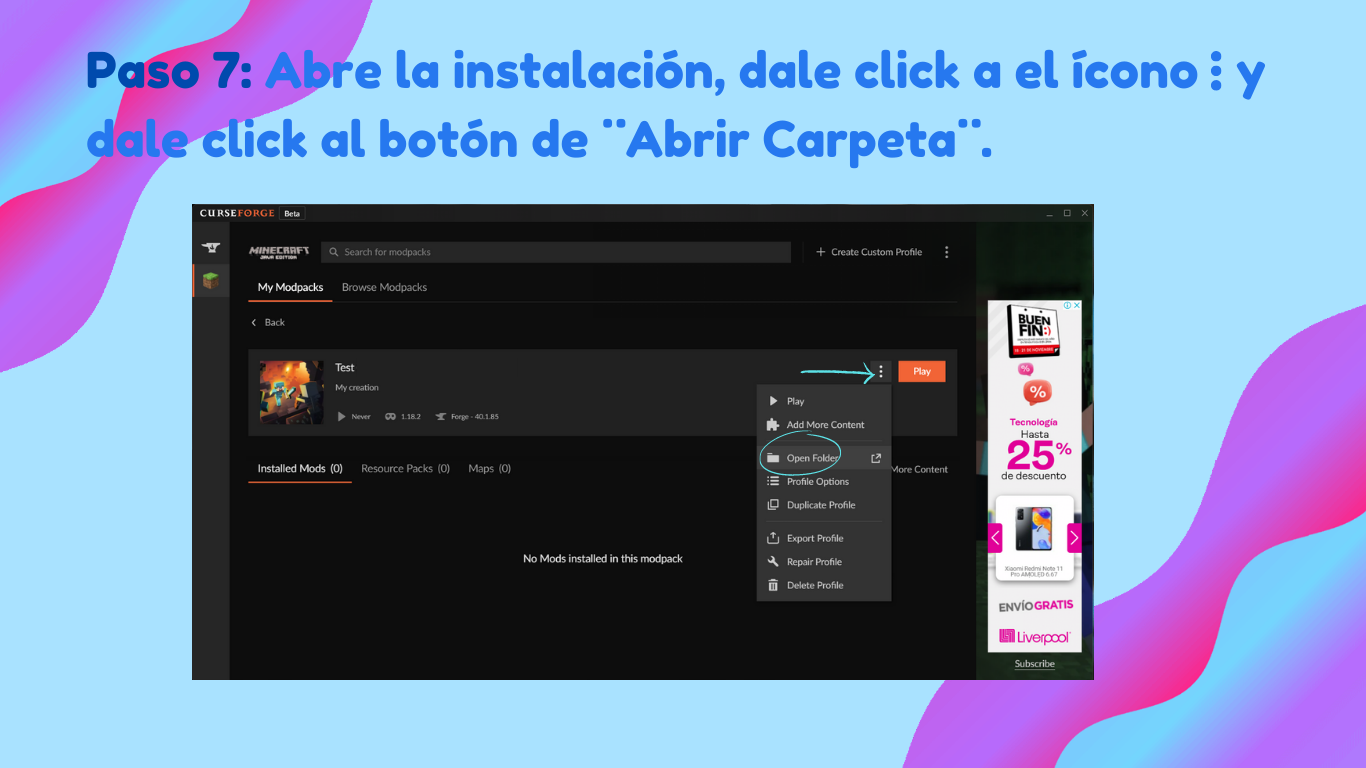 Paso 7: Abre la instalación, dale click a el ícono ⋮ y
dale click al botón de ¨Abrir Carpeta¨.
CURSEFORGE Beta
MINECRAFT
JAVA EDITION
Search for modpacks
+ Create Custom Profile
My Modpacks Browse Modpacks
Back
Test
My creation
Never 1.18.2 Forge - 40.1.85
Play
Play
Add More Content
Open Folder
Profile Options
Duplicate Profile
Export Profile
Repair Profile
Delete Profile
Installed Mods (0) Resource Packs (0) Maps (0)
More Content
No Mods installed in this modpack
BUEN
FIN:)
%
%
Tecnología
Hasta
25%
de descuento
Xiaomi Redmi Note 11
Pro AMOLED 6.67
ENVÍO GRATIS
Liverpool
Subscribe